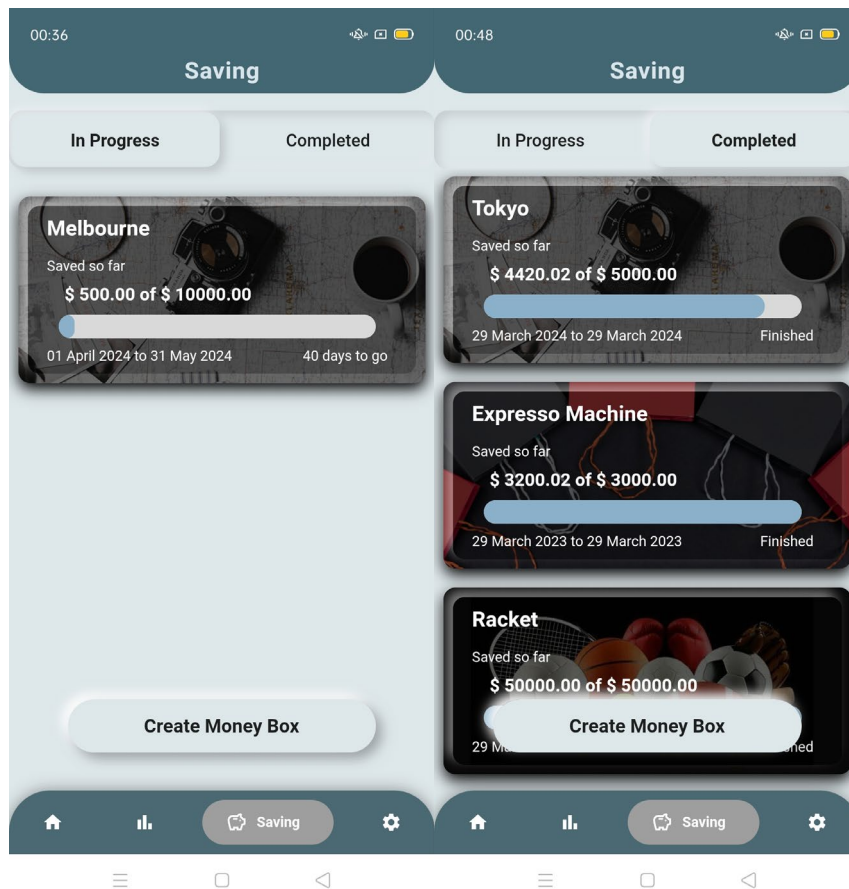 00:36
Saving
In Progress
Completed
Melbourne
Saved so far
$ 500.00 of $ 10000.00
01 April 2024 to 31 May 2024
40 days to go
Create Money Box
Saving
00:48
Saving
In Progress
Completed
Tokyo
Saved so far
$ 4420.02 of $ 5000.00
29 March 2024 to 29 March 2024
Finished
Expresso Machine
Saved so far
$ 3200.02 of $ 3000.00
29 March 2023 to 29 March 2023
Finished
Racket
Saved so far
$ 50000.00 of $ 50000.00
29
Create Money Box
Saving